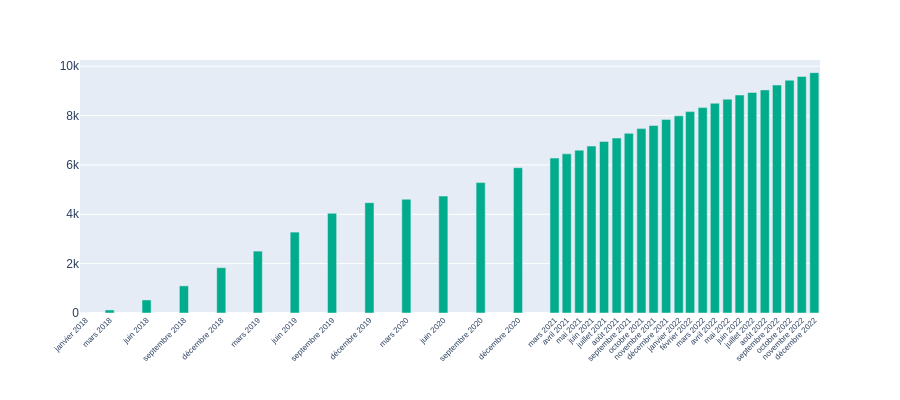 10k
8k
6k
4k
2k
0
janvier 2018
mars 2018
juin 2018
septembre 2018
décembre 2018
mars 2019
juin 2019
septembre 2019
décembre 2019
mars 2020
juin 2020
septembre 2020
décembre 2020
mars 2021
avril 2021
mai 2021
juin 2021
juillet 2021
août 2021
septembre 2021
octobre 2021
novembre 2021
décembre 2021
janvier 2022
février 2022
mars 2022
avril 2022
mai 2022
juin 2022
juillet 2022
août 2022
septembre 2022
octobre 2022
novembre 2022
décembre 2022